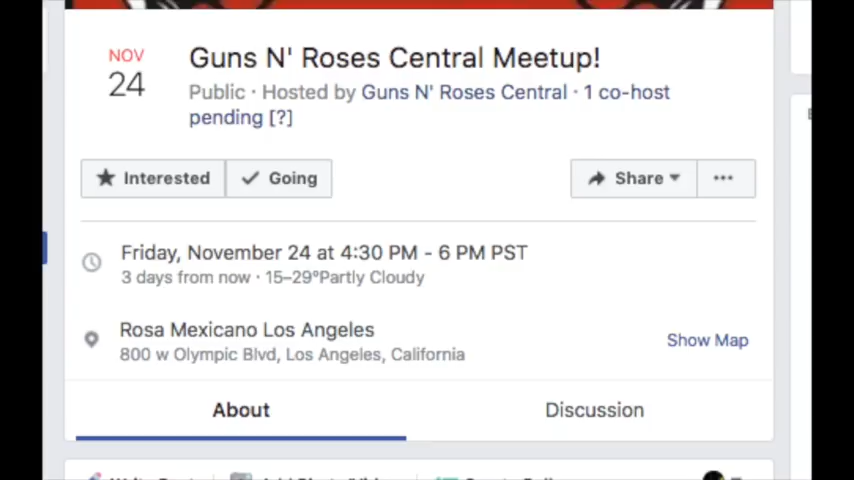 NOV
24
Guns N' Roses Central Meetup!
Public · Hosted by Guns N' Roses Central · 1 co-host
pending [?]
Interested
Going
Share
Friday, November 24 at 4:30 PM - 6 PM PST
3 days from now · 15–29°Partly Cloudy
Rosa Mexicano Los Angeles
800 w Olympic Blvd, Los Angeles, California
Show Map
About
Discussion